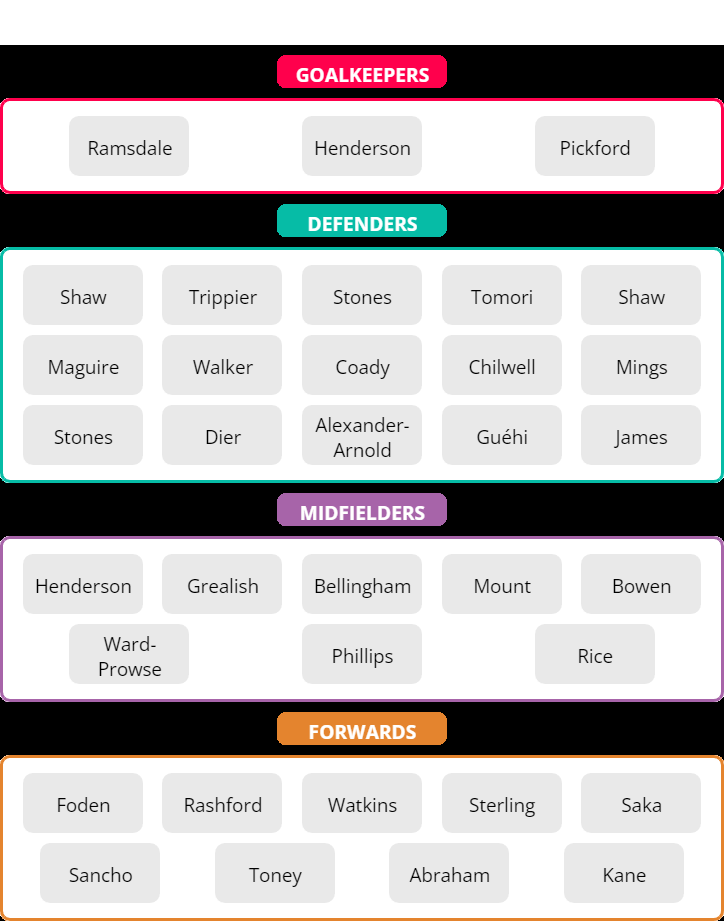 GOALKEEPERS
Ramsdale Henderson Pickford
DEFENDERS
Shaw Trippier Stones Tomori Shaw
Maguire Walker Coady Chilwell Mings
Stones Dier Alexander-
Arnold Guéhi James
MIDFIELDERS
Henderson Grealish Bellingham Mount Bowen
Ward-
Prowse Phillips Rice
FORWARDS
Foden Rashford Watkins Sterling Saka
Sancho Toney Abraham Kane